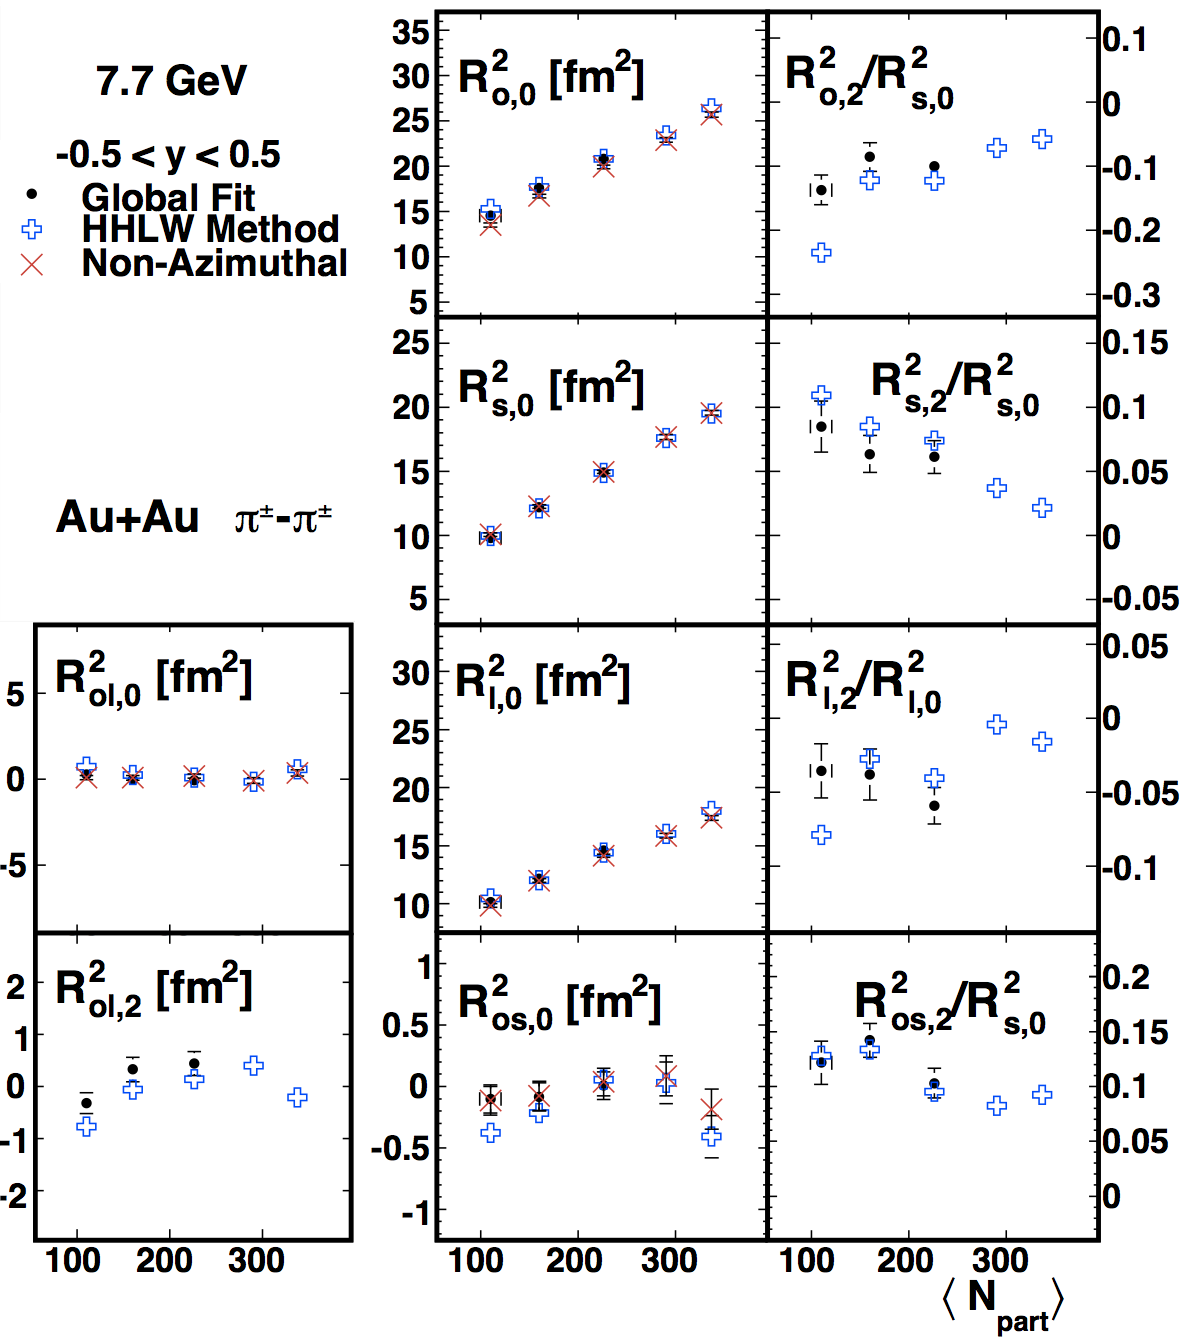 7.7 GeV
-0.5 < y < 0.5
Global Fit
HHLW Method
Non-Azimuthal
Au+Au π±-π±
R²o,0 [fm²]
35
30
25
20
15
10
5
R²o,2/R²s,0
0.1
0
-0.1
-0.2
-0.3
R²s,0 [fm²]
25
20
15
10
5
R²s,2/R²s,0
0.15
0.1
0.05
0
-0.05
R²ol,0 [fm²]
5
0
-5
R²l,0 [fm²]
30
25
20
15
10
R²l,2/R²l,0
0.05
0
-0.05
-0.1
R²ol,2 [fm²]
2
1
0
-1
-2
100 200 300
R²os,0 [fm²]
1
0.5
0
-0.5
-1
100 200 300
R²os,2/R²s,0
0.2
0.15
0.1
0.05
0
100 200 300
⟨ Npart ⟩